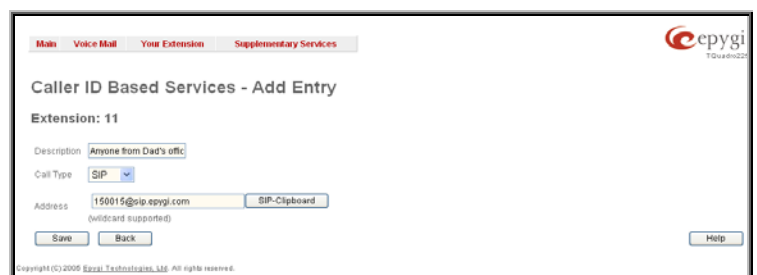 Main Voice Mail Your Extension Supplementary Services
epygi
Caller ID Based Services - Add Entry
Extension: 11
Description Anyone from Dad's offic
Call Type SIP
Address 150015@sip.epygi.com SIP-Clipboard
(wildcard supported)
Save Back Help
Copyright (C) 2005 Epygi Technologies, Ltd. All rights reserved.